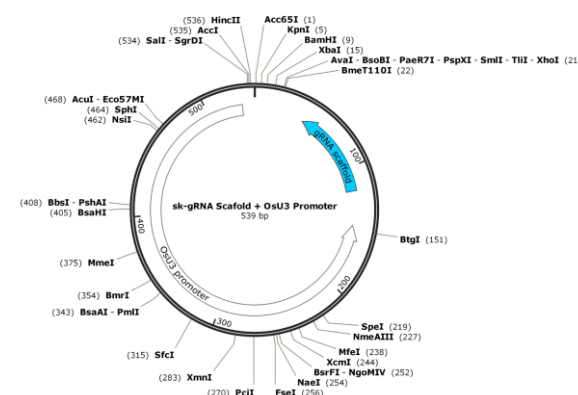 (536) HincII
(535) AccI
(534) SalI - SgrDI
Acc65I (1)
KpnI (5)
BamHI (9)
XbaI (15)
AvaI - BsoBI - PaeR7I - PspXI - SmlI - TliI - XhoI (21
BmeT110I (22)
(468) AcuI - Eco57MI
(464) SphI
(462) NsiI
500
100
gRNA scaffold
(408) BbsI - PshAI
(405) BsaHI
sk-gRNA Scafold + OsU3 Promoter
539 bp
400
BtgI (151)
(375) MmeI
OsU3 promoter
200
(354) BmrI
(343) BsaAI - PmlI
300
SpeI (219)
NmeAIII (227)
(315) SfcI
MfeI (238)
XcmI (244)
(283) XmnI
BsrFI - NgoMIV (252)
NaeI (254)
(270) PciI
FseI (256)